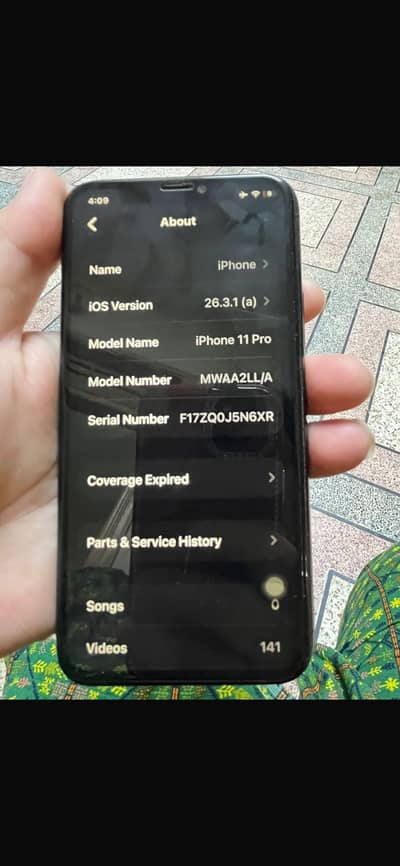 4:09
About
Name iPhone
iOS Version 26.3.1 (a)
Model Name iPhone 11 Pro
Model Number MWAA2LL/A
Serial Number F17ZQ0J5N6XR
Coverage Expired
Parts & Service History
Songs 0
Videos 141